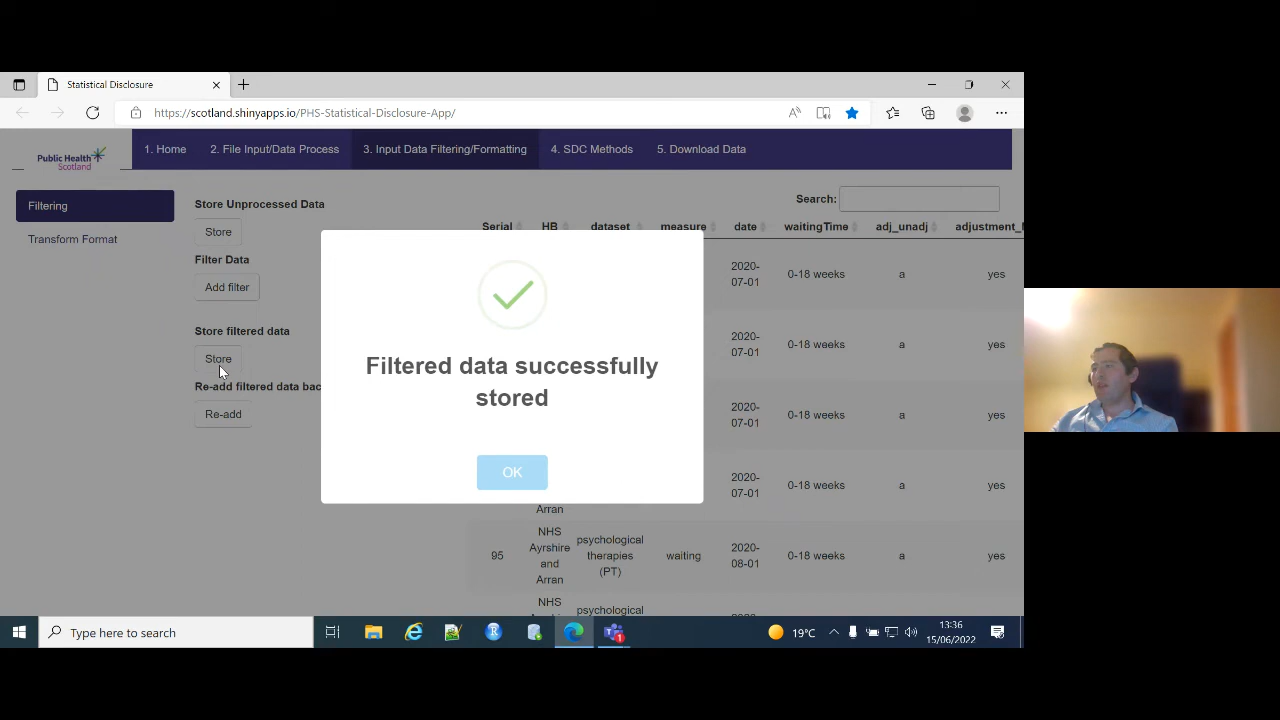 Statistical Disclosure
https://scotland.shinyapps.io/PHS-Statistical-Disclosure-App/
Public Health
Scotland
1. Home
2. File Input/Data Process
3. Input Data Filtering/Formatting
4. SDC Methods
5. Download Data
Filtering
Transform Format
Store Unprocessed Data
Store
Filter Data
Add filter
Store filtered data
Store
Re-add filtered data bac
Re-add
Search:
Serial HB dataset measure date waitingTime adj_unadj
2020-
07-01 0-18 weeks a yes
2020-
07-01 0-18 weeks a yes
2020-
07-01 0-18 weeks a yes
2020-
07-01 0-18 weeks a yes
Arran
95 NHS Ayrshire and Arran psychological therapies (PT) waiting 2020-08-01 0-18 weeks a yes
NHS psychological
Filtered data successfully
stored
OK
Type here to search
1
19°C
13:36
15/06/2022